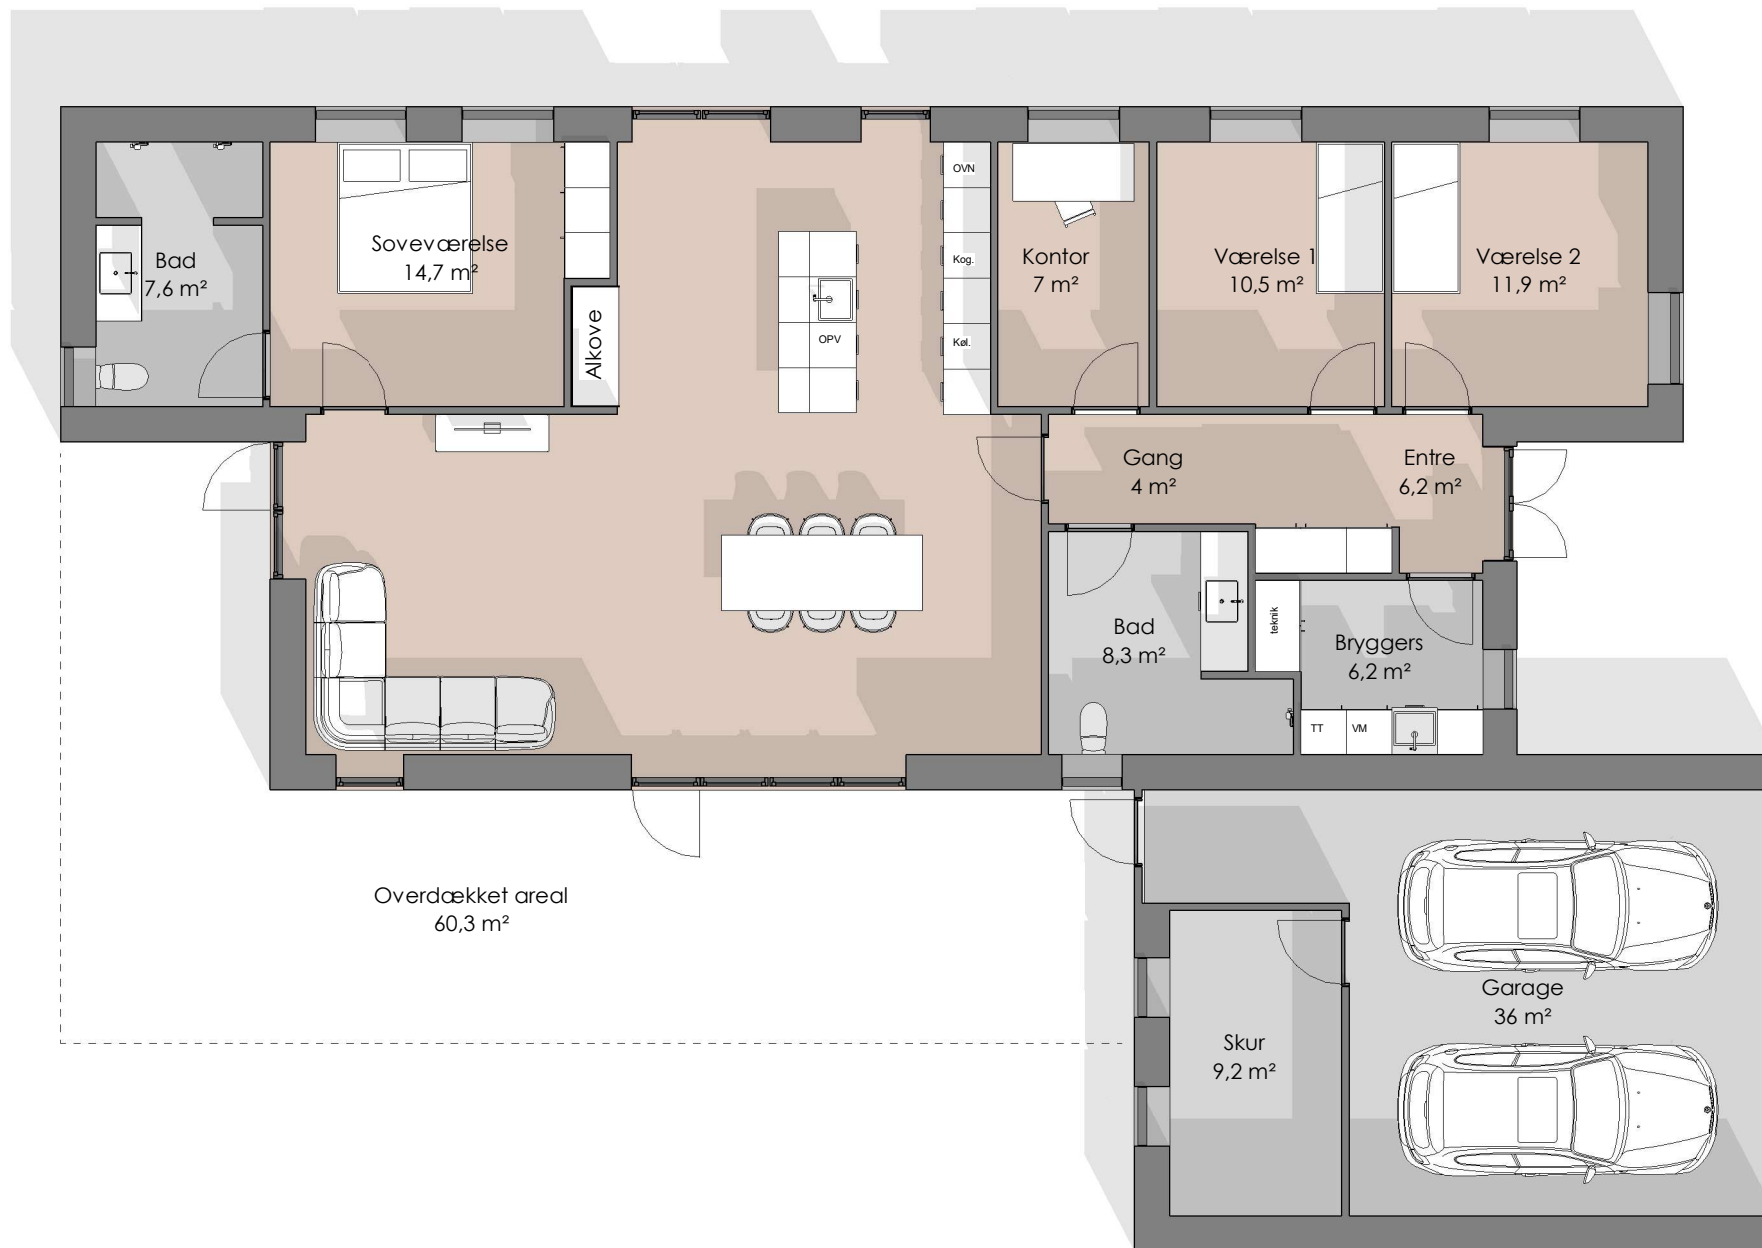 OVN
Kog.
Køl.
OPV
Bad
7,6 m²
Soveværelse
14,7 m²
Alkove
Kontor
7 m²
Værelse 1
10,5 m²
Værelse 2
11,9 m²
Gang
4 m²
Entre
6,2 m²
Bad
8,3 m²
teknik
Bryggers
6,2 m²
TT
VM
Overdækket areal
60,3 m²
Skur
9,2 m²
Garage
36 m²